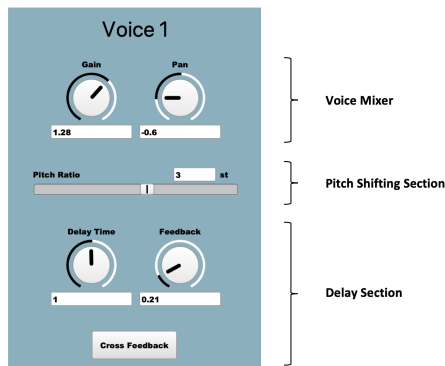 Voice 1
Gain Pan
1.28 -0.6
Voice Mixer
Pitch Ratio 3 st
Pitch Shifting Section
Delay Time Feedback
1 0.21
Delay Section
Cross Feedback